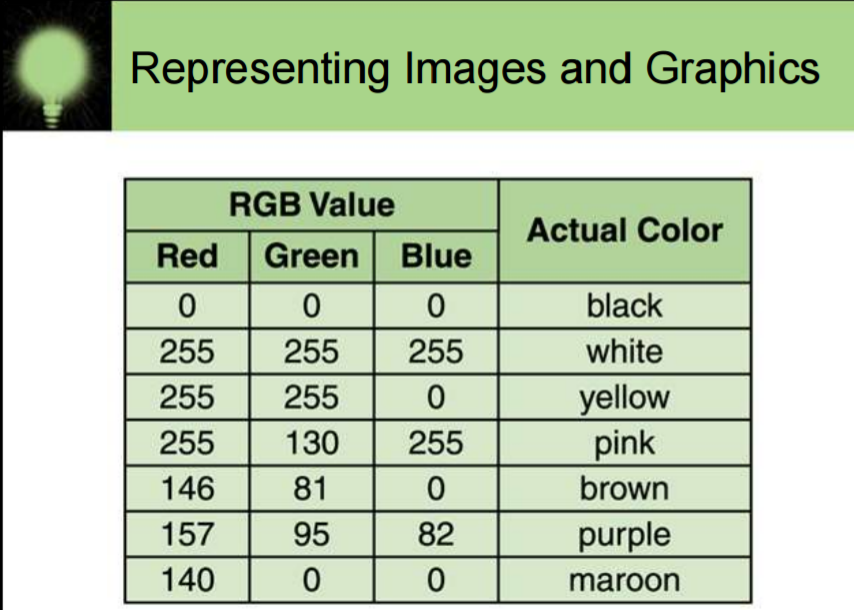 Representing Images and Graphics
RGB Value Actual Color
Red Green Blue
0 0 0 black
255 255 255 white
255 255 0 yellow
255 130 255 pink
146 81 0 brown
157 95 82 purple
140 0 0 maroon